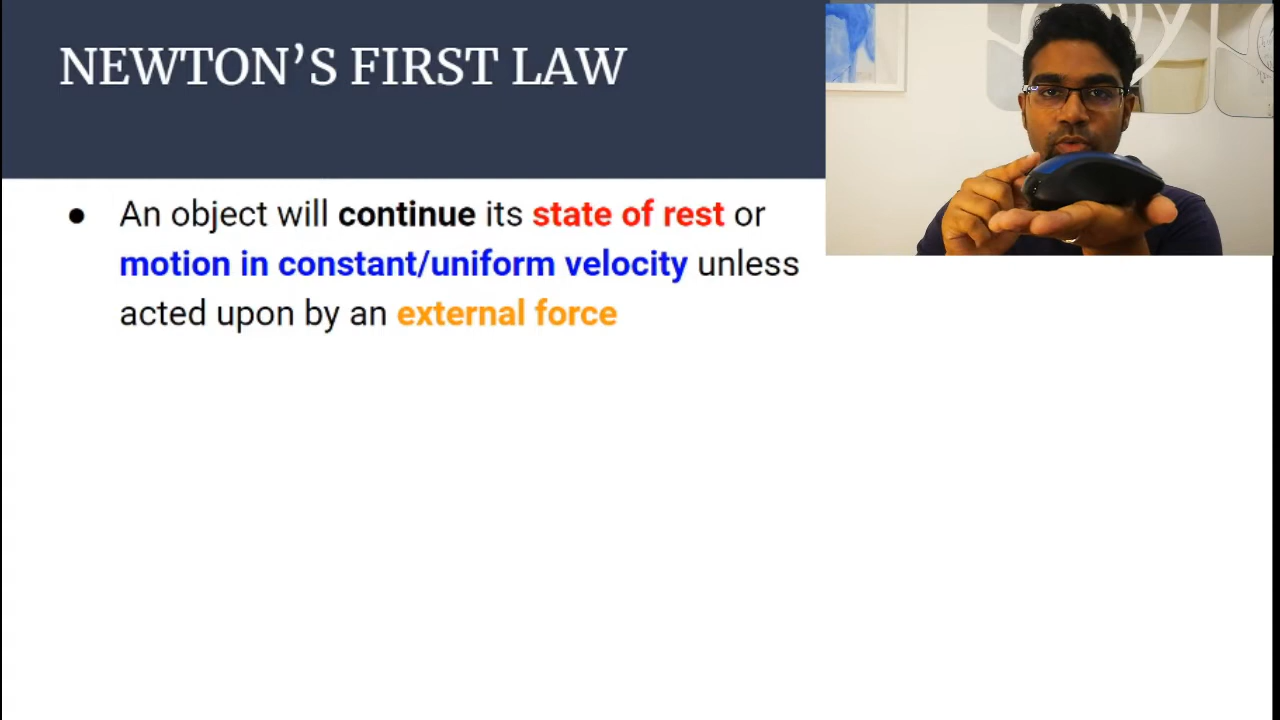 NEWTON’S FIRST LAW
● An object will continue its state of rest or
motion in constant/uniform velocity unless
acted upon by an external force